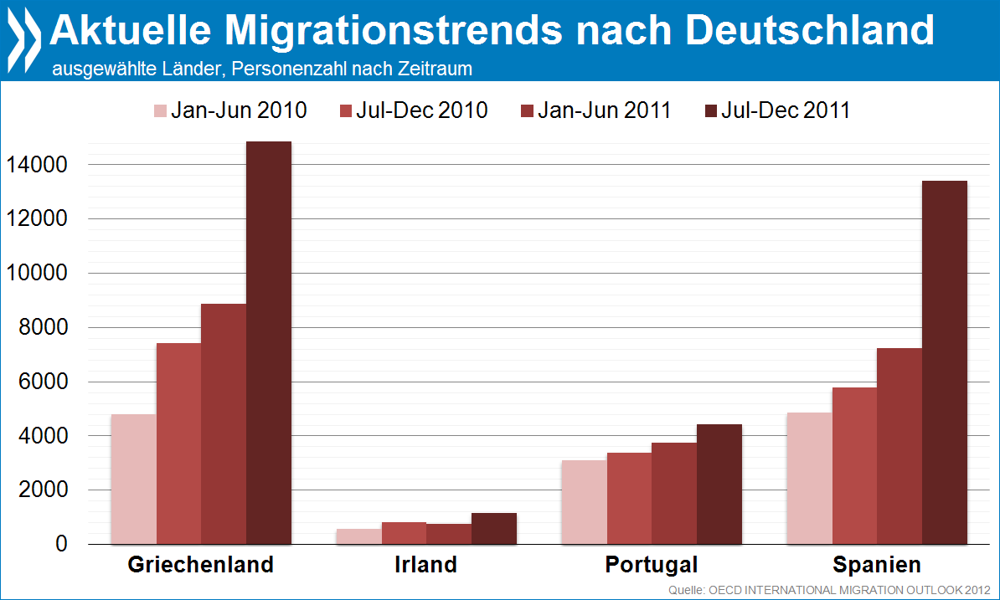 Aktuelle Migrationstrends nach Deutschland
ausgewählte Länder, Personenzahl nach Zeitraum
Jan-Jun 2010 Jul-Dec 2010 Jan-Jun 2011 Jul-Dec 2011
14000
12000
10000
8000
6000
4000
2000
0
Griechenland Irland Portugal Spanien
Quelle: OECD INTERNATIONAL MIGRATION OUTLOOK 2012